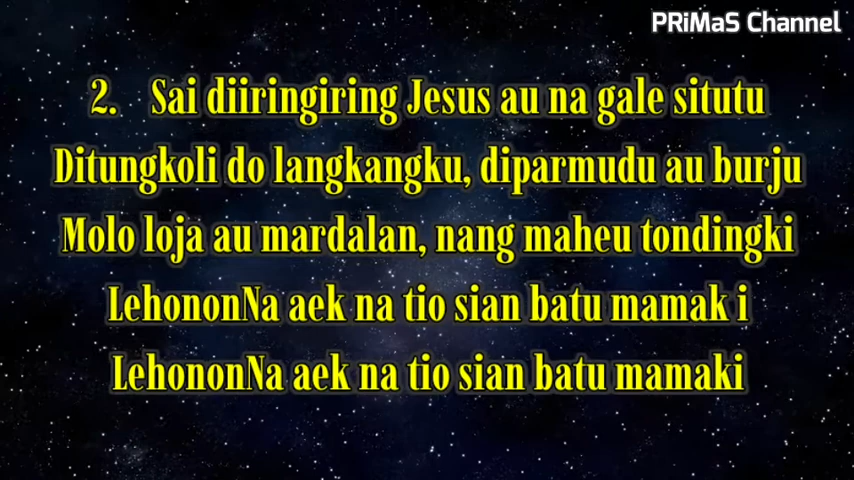 PRiMaS Channel
2. Sai diiringiring Jesus au na gale situtu
Ditungkoli do langkangku, diparmudu au burju
Molo loja au mardalan, nang maheu tondingki
LehononNa aek na tio sian batu mamak i
LehononNa aek na tio sian batu mamaki